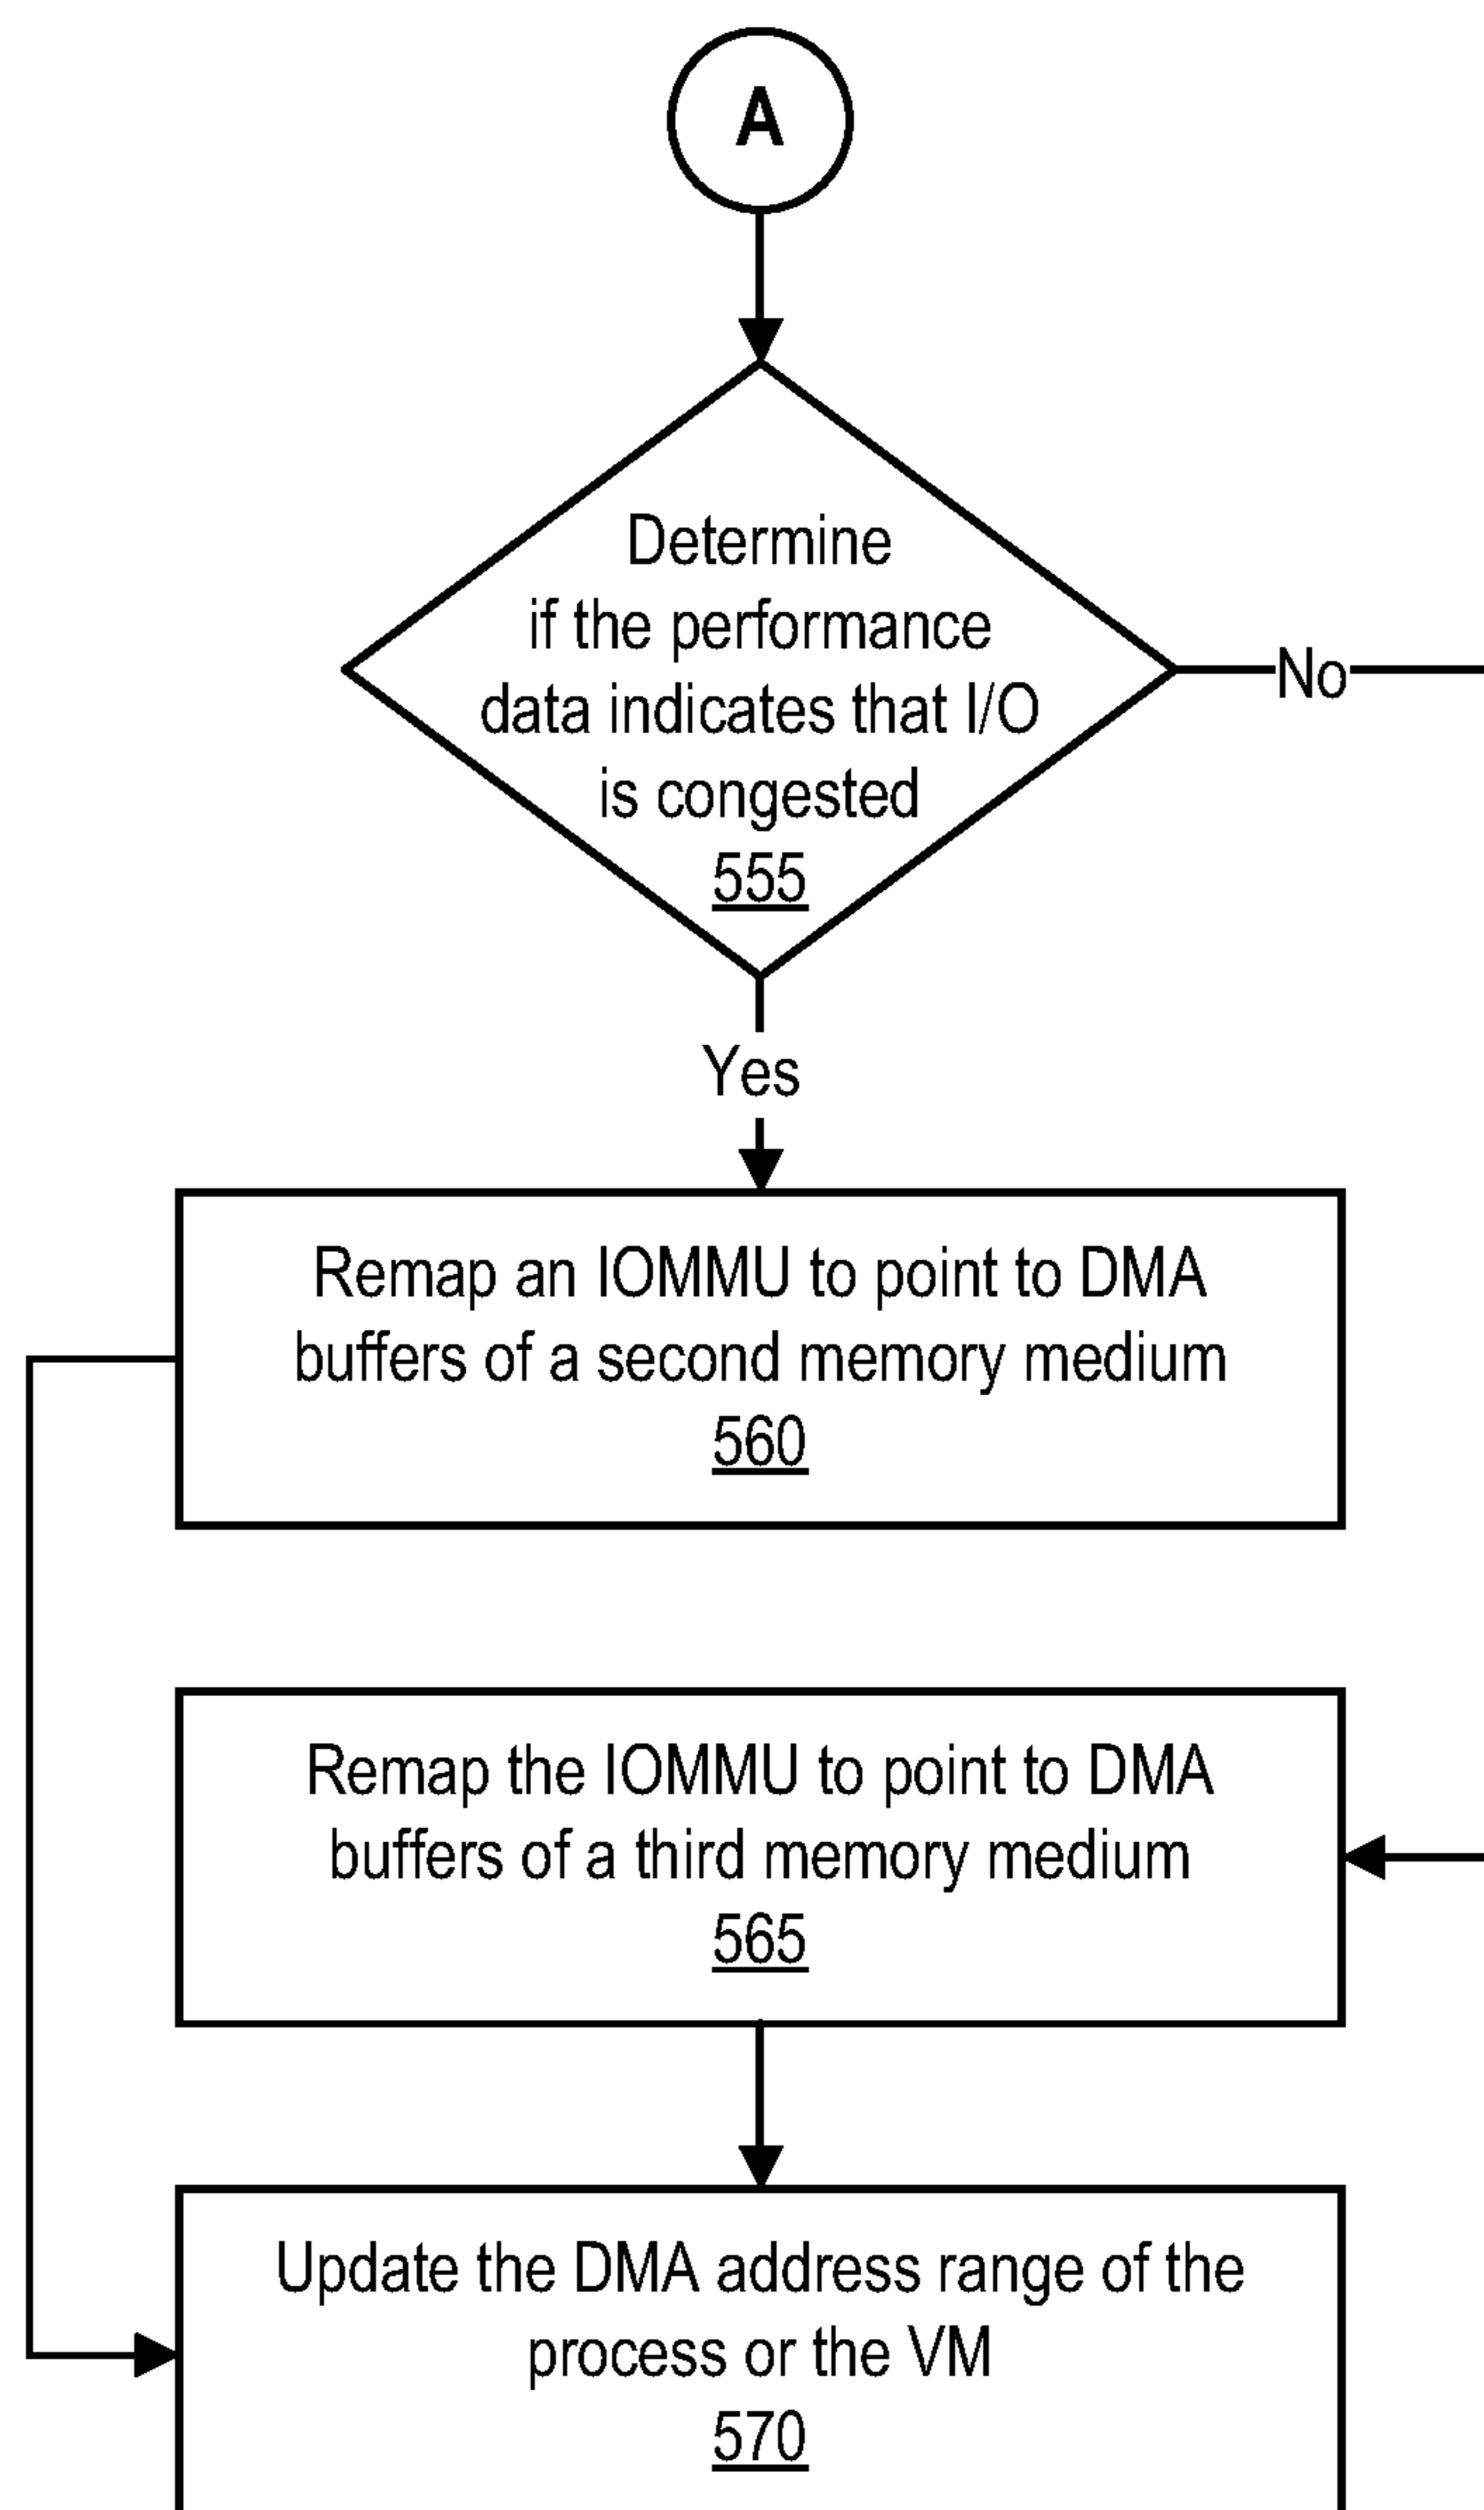 A
Determine
if the performance
data indicates that I/O
is congested
555
No
Yes
Remap an IOMMU to point to DMA
buffers of a second memory medium
560
Remap the IOMMU to point to DMA
buffers of a third memory medium
565
Update the DMA address range of the
process or the VM
570